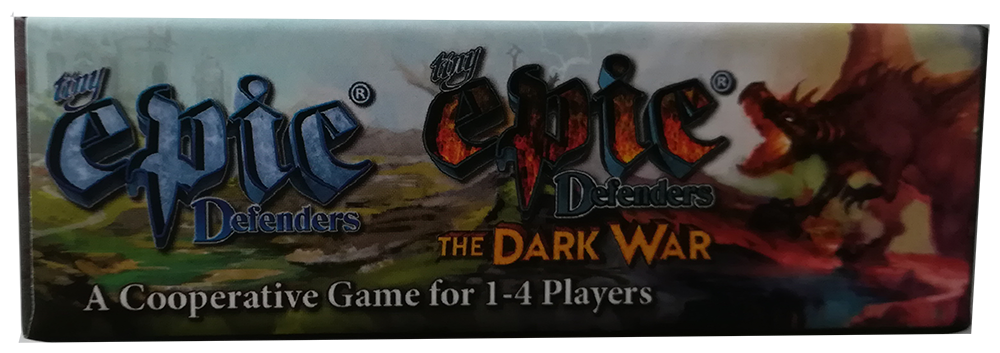 tiny
epic®
Defenders
tiny
epic®
Defenders
THE DARK WAR
A Cooperative Game for 1-4 Players